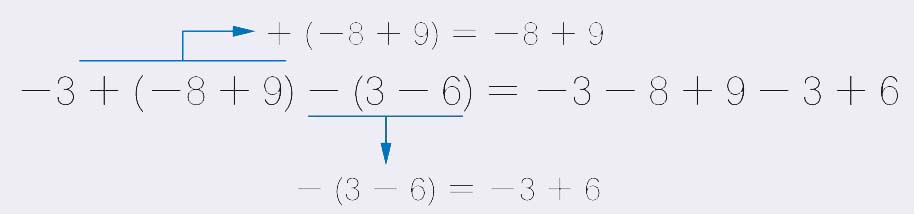 + (−8 + 9) = −8 + 9
−3 + (−8 + 9) − (3 − 6) = −3 − 8 + 9 − 3 + 6
− (3 − 6) = −3 + 6